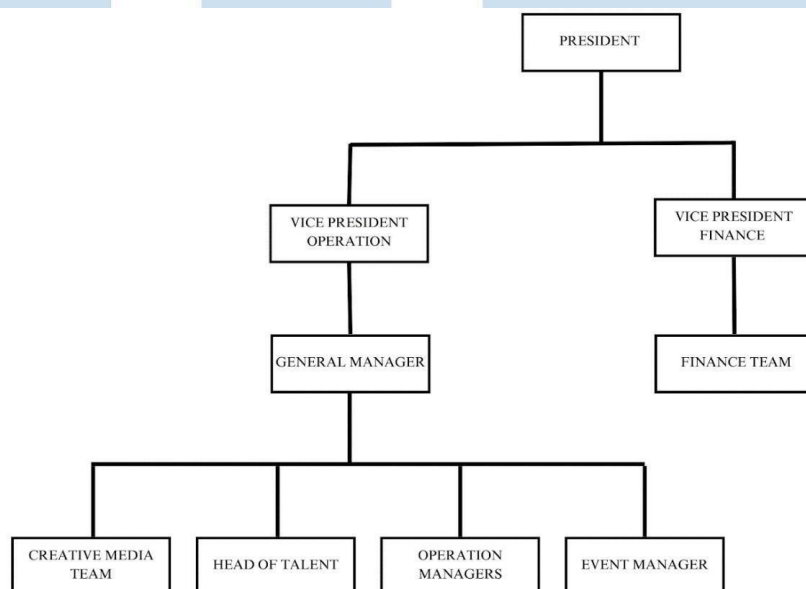 PRESIDENT
VICE PRESIDENT
OPERATION
VICE PRESIDENT
FINANCE
GENERAL MANAGER
FINANCE TEAM
CREATIVE MEDIA
TEAM
HEAD OF TALENT
OPERATION
MANAGERS
EVENT MANAGER